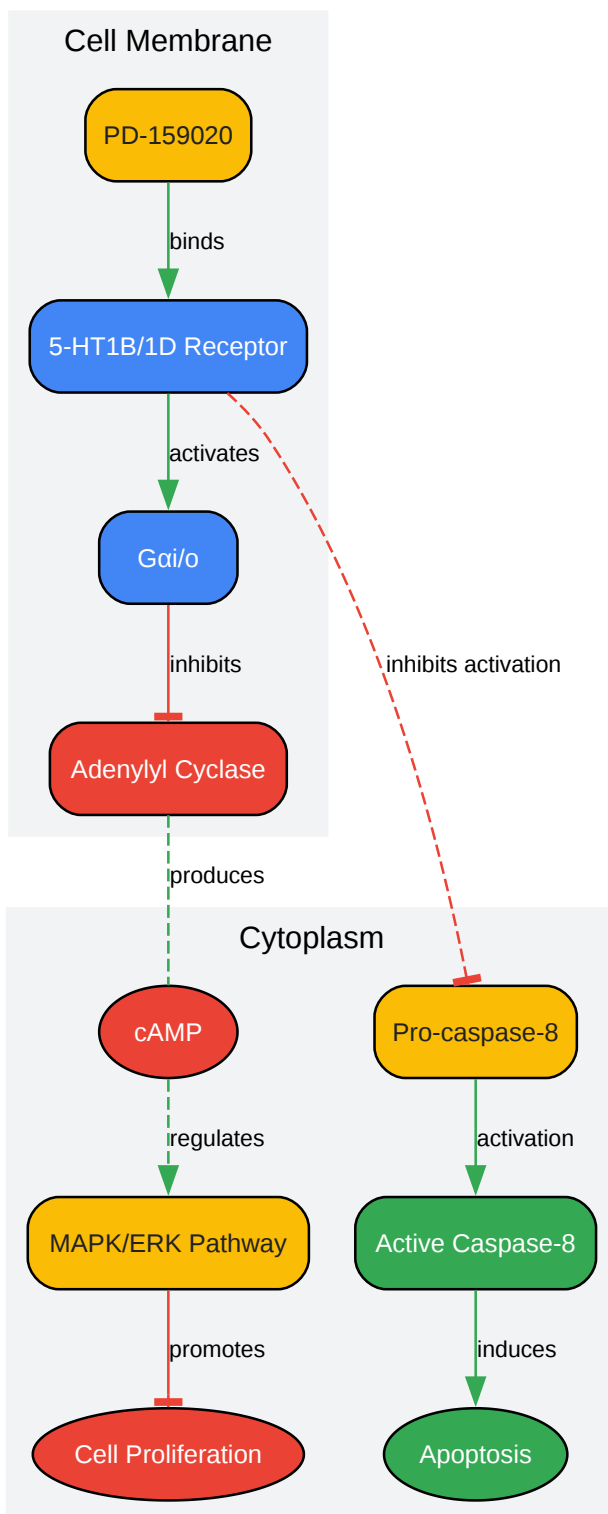 Cell Membrane
PD-159020
binds
5-HT1B/1D Receptor
activates
Gαi/o
inhibits
inhibits activation
Adenylyl Cyclase
produces
Cytoplasm
cAMP
Pro-caspase-8
regulates
activation
MAPK/ERK Pathway
Active Caspase-8
promotes
induces
Cell Proliferation
Apoptosis